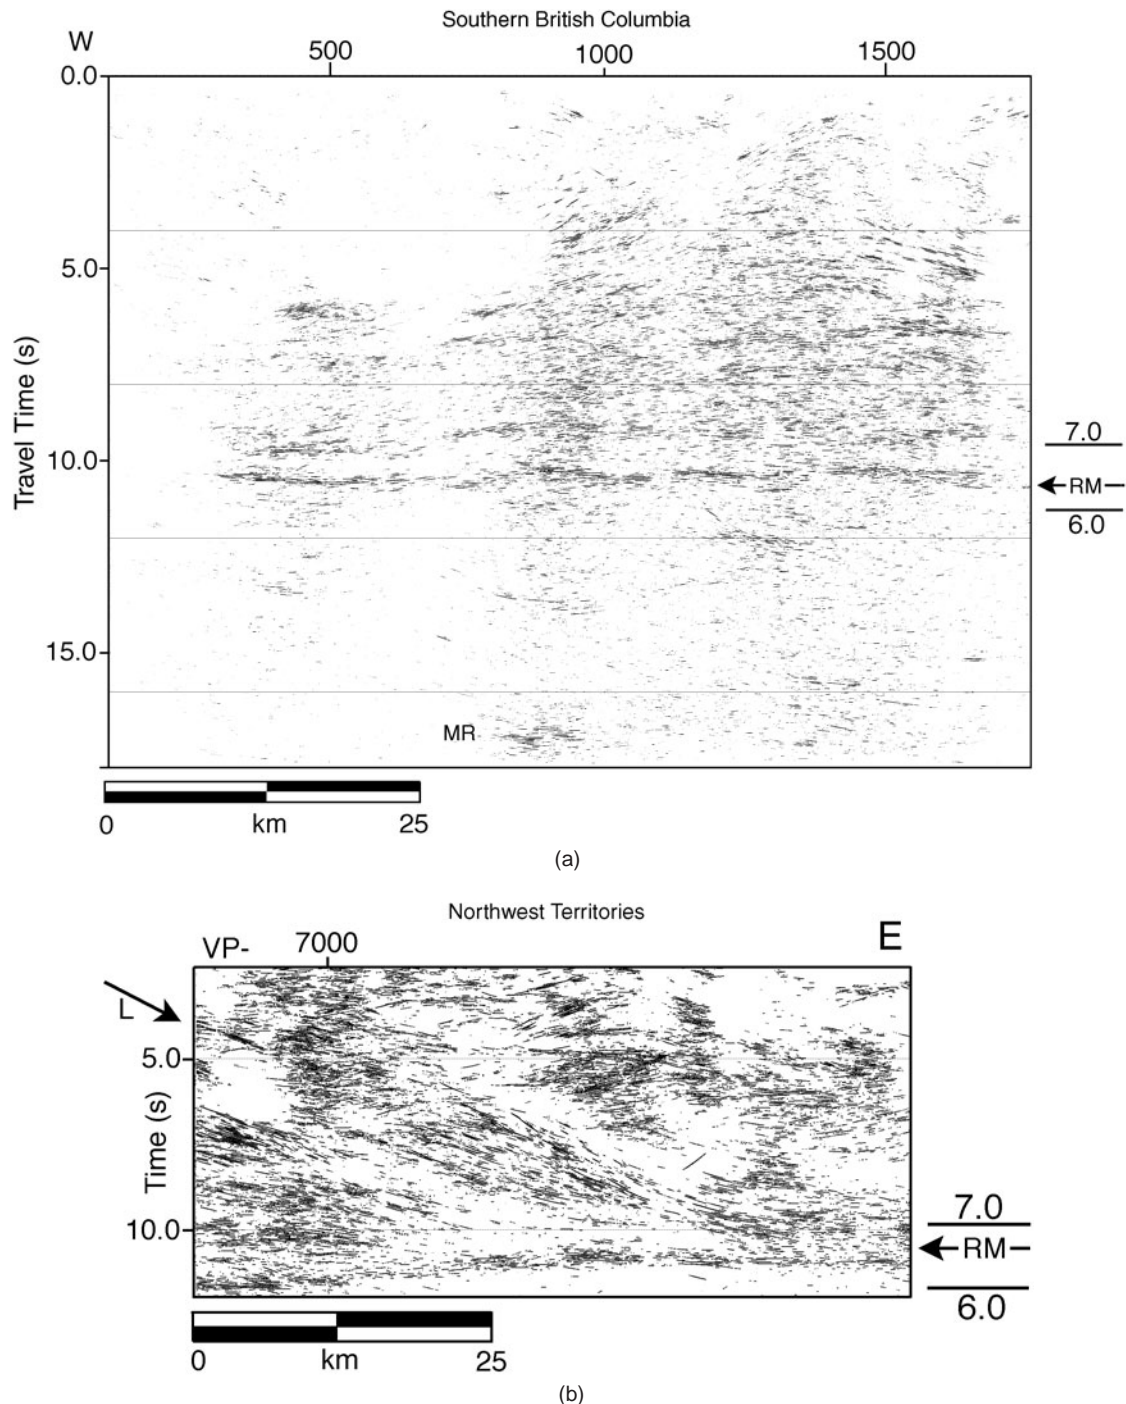 Southern British Columbia
W
500 1000 1500
0.0
5.0
10.0
15.0
Travel Time (s)
7.0
RM
6.0
MR
0 km 25
(a)
Northwest Territories
VP- 7000 E
L
5.0
10.0
Time (s)
7.0
RM
6.0
0 km 25
(b)